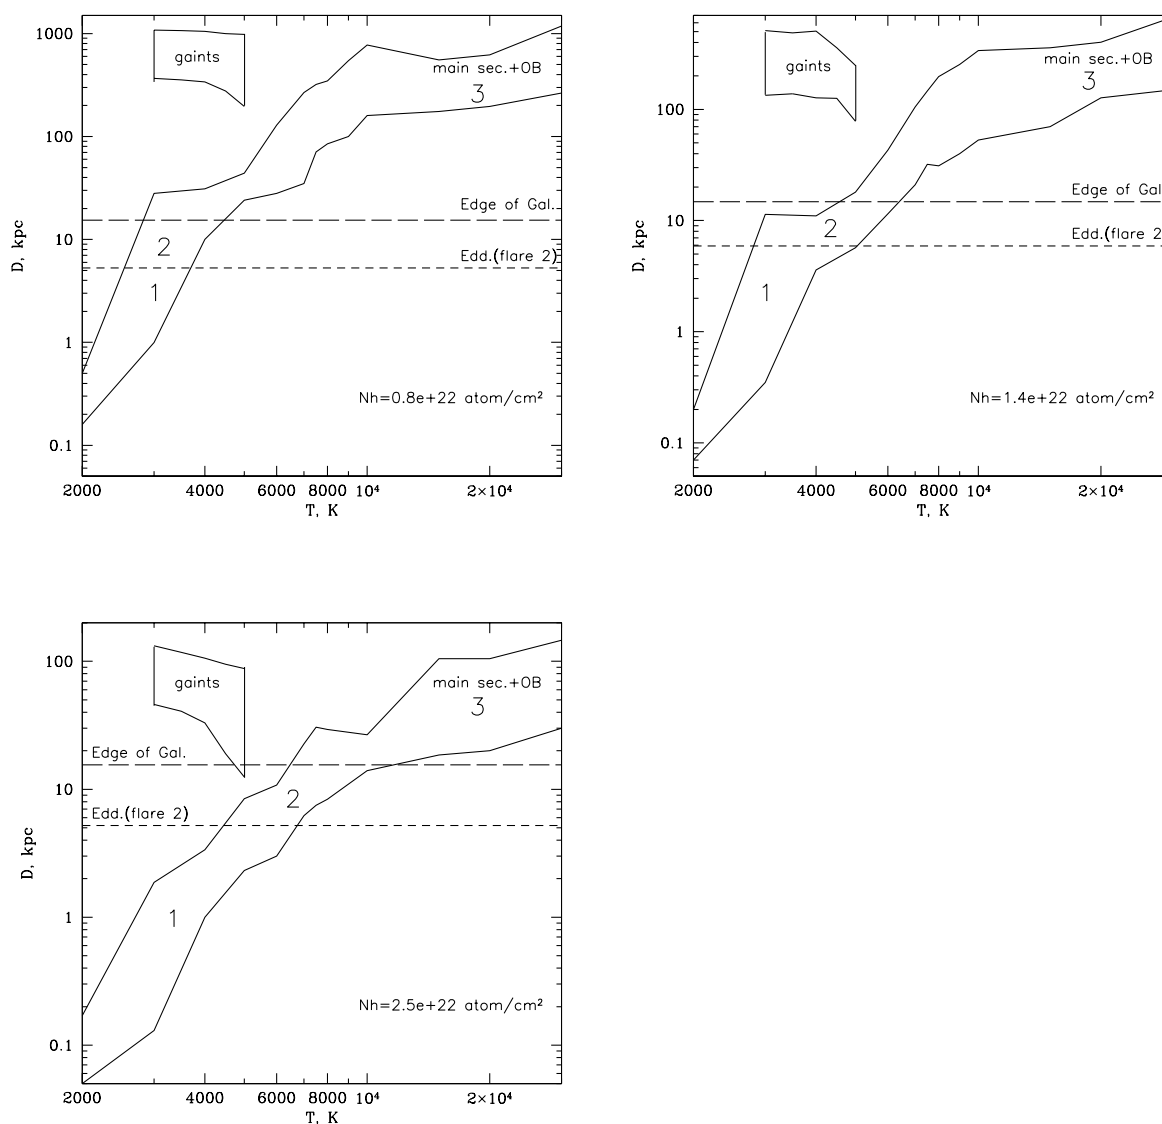 1000
gaints
main sec.+OB
3
100
Edge of Gal.
2
10
Edd.(flare 2)
1
1
Nh=0.8e+22 atom/cm²
0.1
D, kpc
2000 4000 6000 8000 10⁴ 2×10⁴
T, K
gaints
main sec.+OB
3
100
Edge of Gal
2
10
Edd.(flare 2
1
1
Nh=1.4e+22 atom/cm²
0.1
D, kpc
2000 4000 6000 8000 10⁴ 2×10⁴
T, K
100
gaints
main sec.+OB
3
Edge of Gal.
10
2
Edd.(flare 2)
1
1
Nh=2.5e+22 atom/cm²
0.1
D, kpc
2000 4000 6000 8000 10⁴ 2×10⁴
T, K